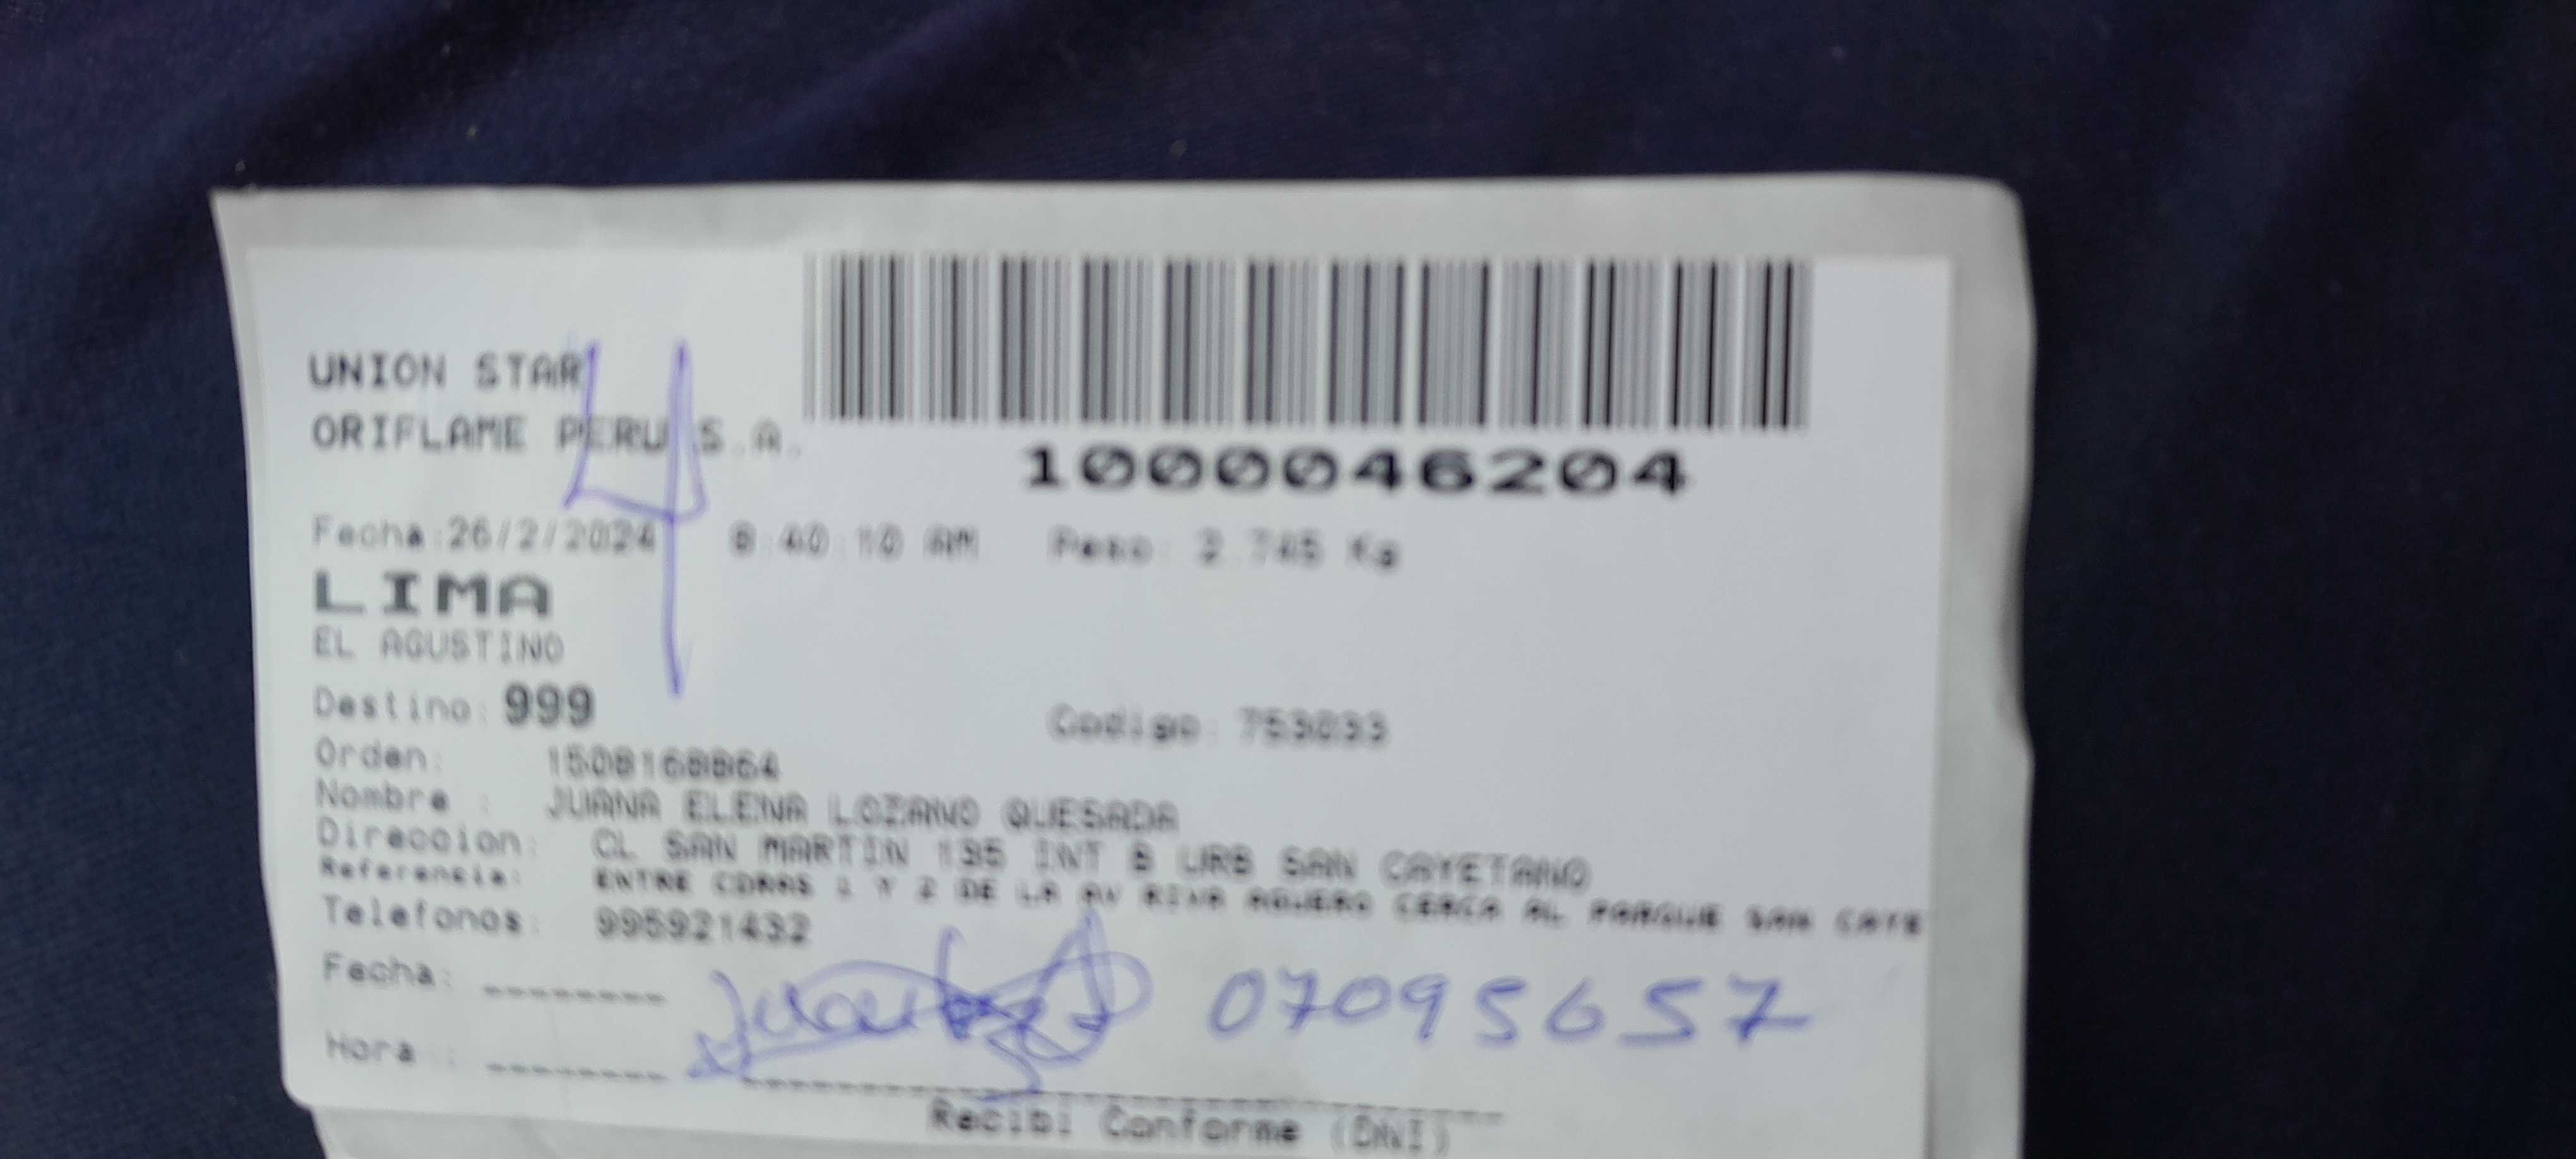 UNION STAR
ORIFLAME PERU S.A.
4
1000046204
Fecha:26/2/2024 8:40:10 AM Peso: 2.745 Kg
LIMA
EL AGUSTINO
Destino: 999 Codigo: 753033
Orden: 1508168864
Nombre : JUANA ELENA LOZANO QUESADA
Direccion: CL SAN MARTIN 195 INT B URB SAN CAYETANO
Referencia: ENTRE CDRAS 1 Y 2 DE LA AV RIVA AGUERO CERCA AL PARQUE SAN CAYE
Telefonos: 995921432
Fecha: 07095657
Hora :
Recibi Conforme (DNI)